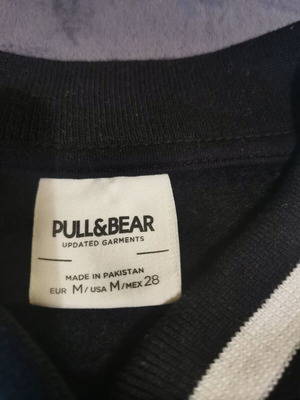 PULL&BEAR
UPDATED GARMENTS
MADE IN PAKISTAN
EUR M/USA M/MEX 28